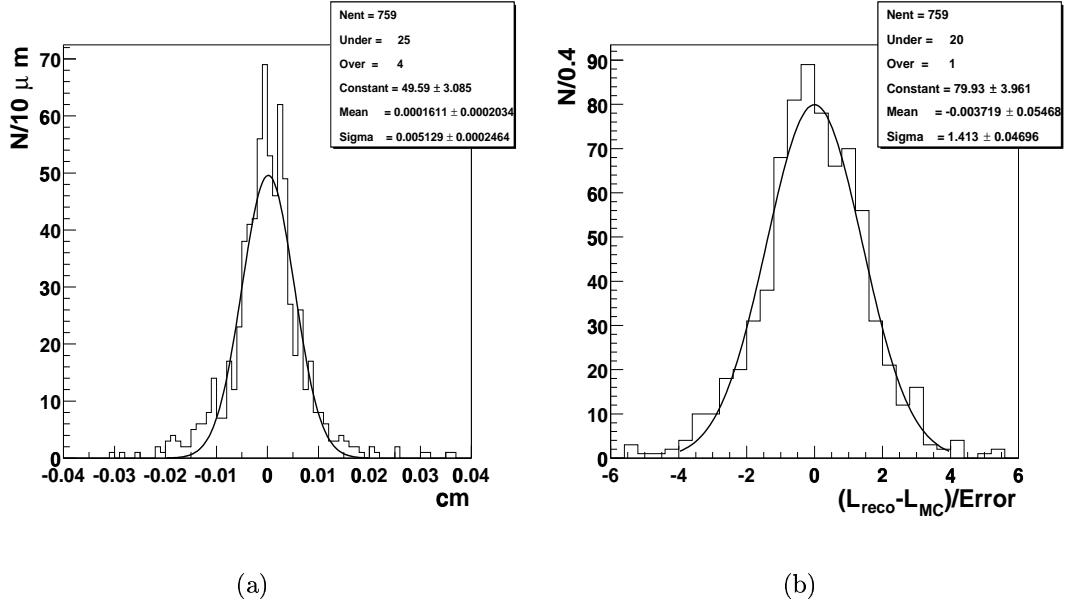 Nent = 759
Under = 25
Over = 4
Constant = 49.59 ± 3.085
Mean = 0.0001611 ± 0.0002034
Sigma = 0.005129 ± 0.0002464
N/10 μ m
70
60
50
40
30
20
10
0
-0.04 -0.03 -0.02 -0.01 0 0.01 0.02 0.03 0.04
cm
(a)
Nent = 759
Under = 20
Over = 1
Constant = 79.93 ± 3.961
Mean = -0.003719 ± 0.05468
Sigma = 1.413 ± 0.04696
N/0.4
90
80
70
60
50
40
30
20
10
0
-6 -4 -2 0 2 4 6
(L_reco-L_MC)/Error
(b)